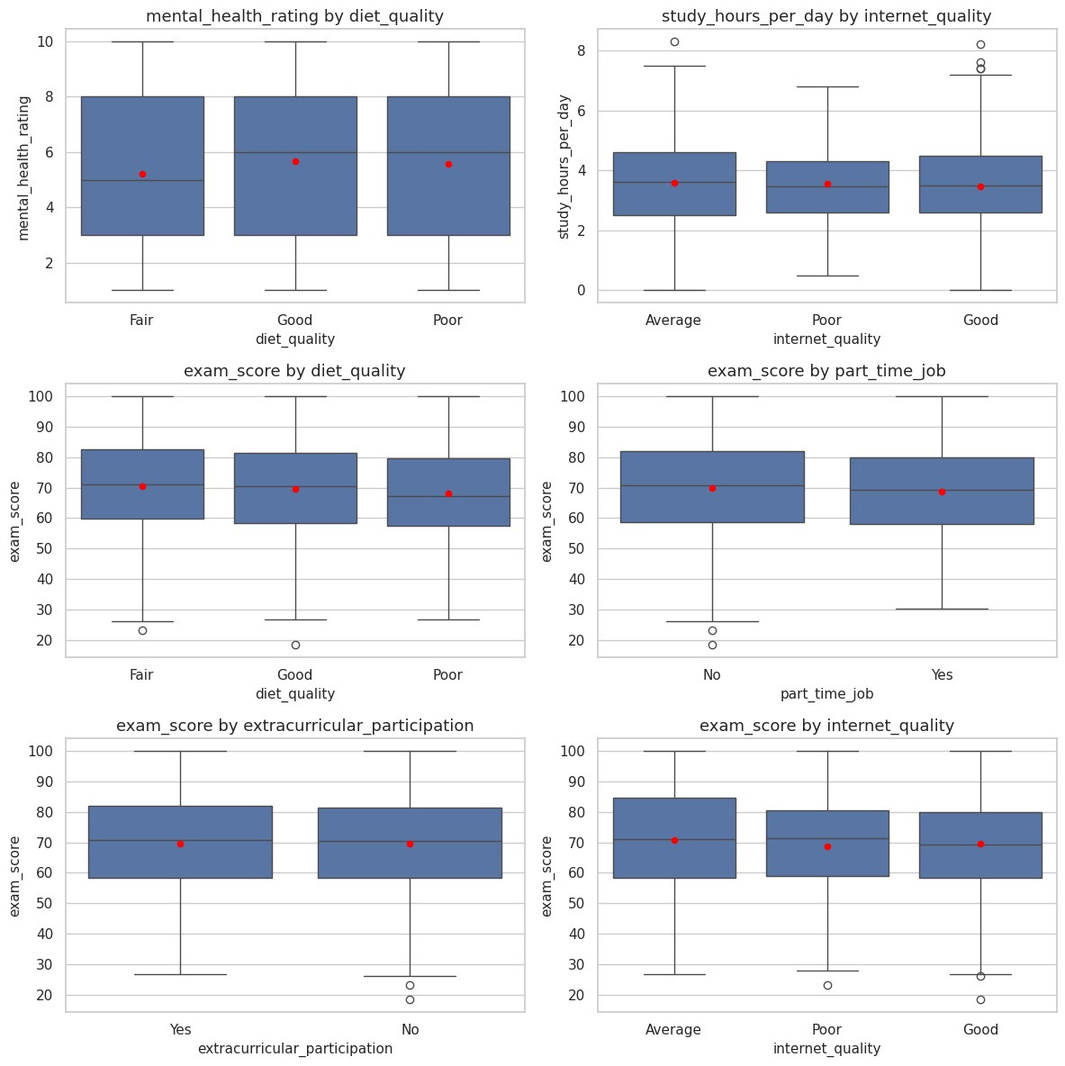 mental_health_rating by diet_quality
mental_health_rating
10
8
6
4
2
Fair Good Poor
diet_quality
study_hours_per_day by internet_quality
study_hours_per_day
8
6
4
2
0
Average Poor Good
internet_quality
exam_score by diet_quality
exam_score
100
90
80
70
60
50
40
30
20
Fair Good Poor
diet_quality
exam_score by part_time_job
exam_score
100
90
80
70
60
50
40
30
20
No Yes
part_time_job
exam_score by extracurricular_participation
exam_score
100
90
80
70
60
50
40
30
20
Yes No
extracurricular_participation
exam_score by internet_quality
exam_score
100
90
80
70
60
50
40
30
20
Average Poor Good
internet_quality